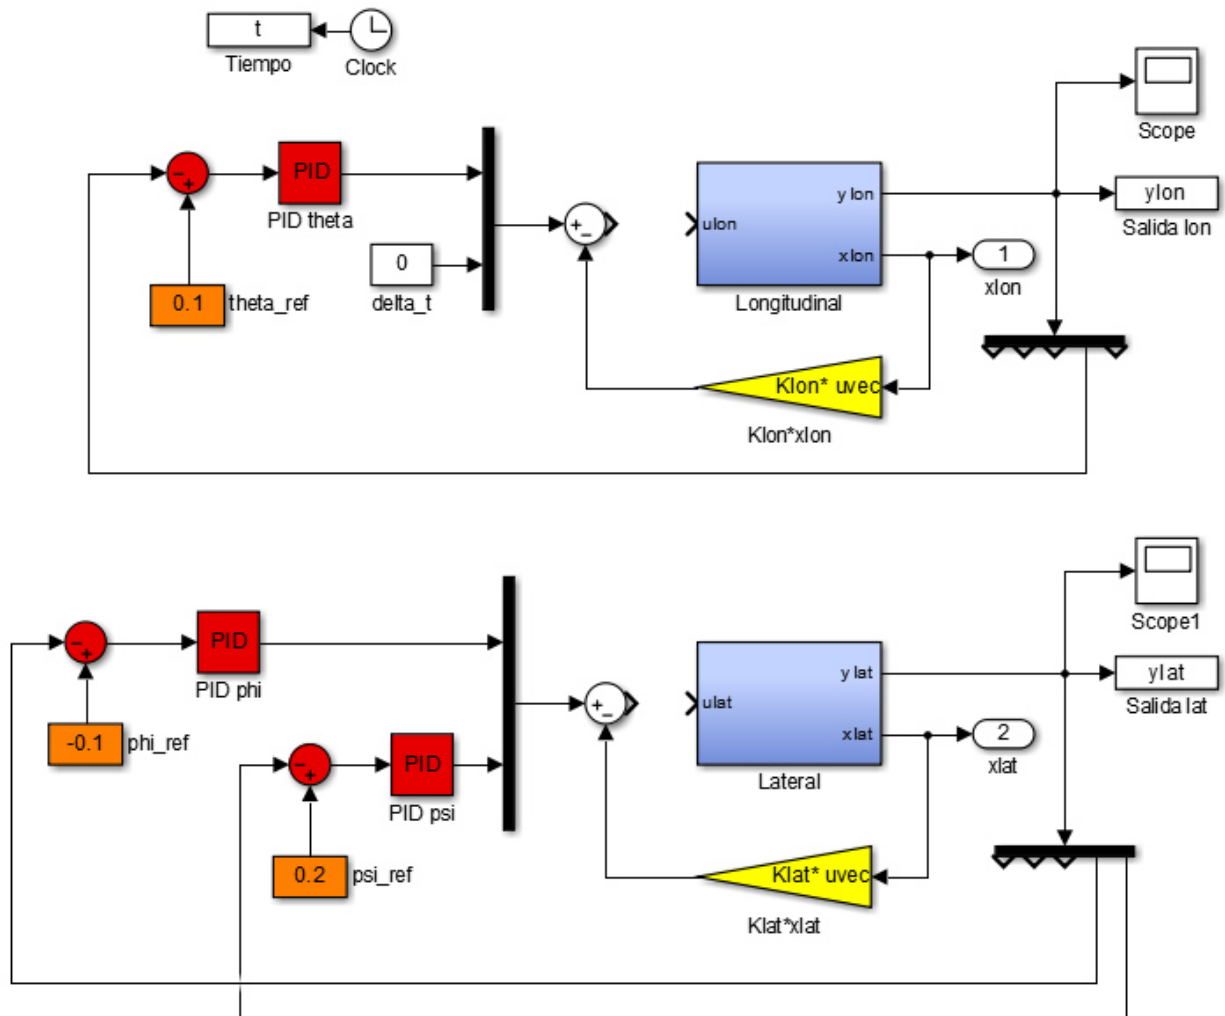 t
Tiempo
Clock
Scope
PID
PID theta
0.1
theta_ref
0
delta_t
+
-
-
+
ulon
y lon
xlon
Longitudinal
ylon
Salida lon
1
xlon
Klon* uvec
Klon*xlon
Scope1
PID
PID phi
-
+
-0.1
phi_ref
-
+
PID
PID psi
0.2
psi_ref
+
-
ulat
y lat
xlat
Lateral
ylat
Salida lat
2
xlat
Klat* uvec
Klat*xlat